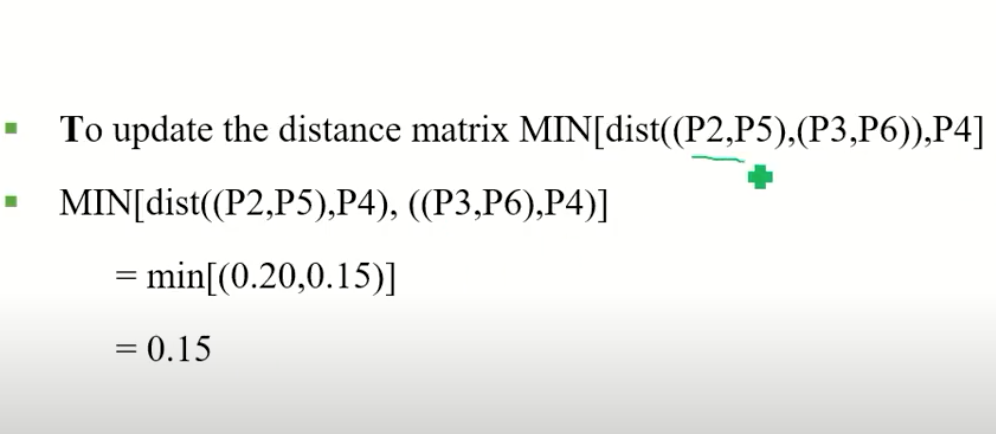 To update the distance matrix MIN[dist((P2,P5),(P3,P6)),P4]
MIN[dist((P2,P5),P4), ((P3,P6),P4)]
= min[(0.20,0.15)]
= 0.15